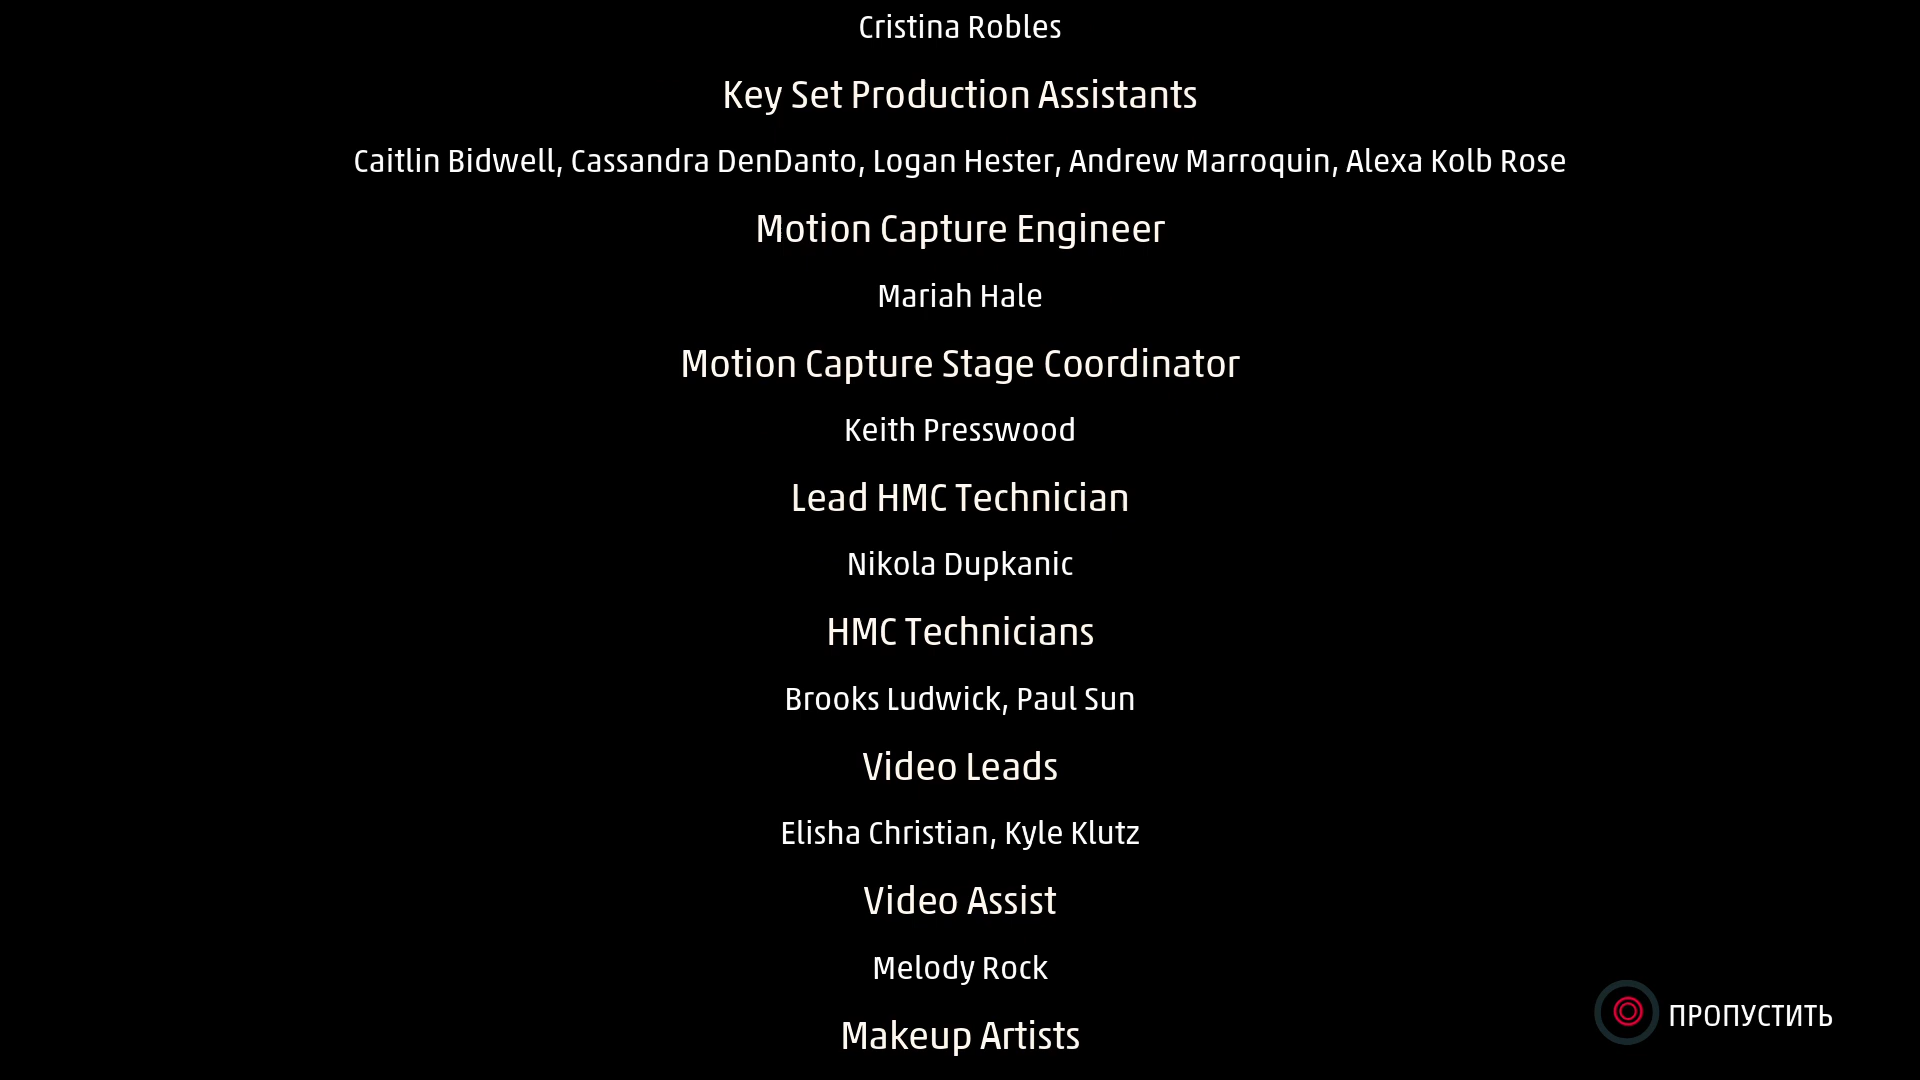 Cristina Robles
Key Set Production Assistants
Caitlin Bidwell, Cassandra DenDanto, Logan Hester, Andrew Marroquin, Alexa Kolb Rose
Motion Capture Engineer
Mariah Hale
Motion Capture Stage Coordinator
Keith Presswood
Lead HMC Technician
Nikola Dupkanic
HMC Technicians
Brooks Ludwick, Paul Sun
Video Leads
Elisha Christian, Kyle Klutz
Video Assist
Melody Rock
Makeup Artists
ПРОПУСТИТЬ